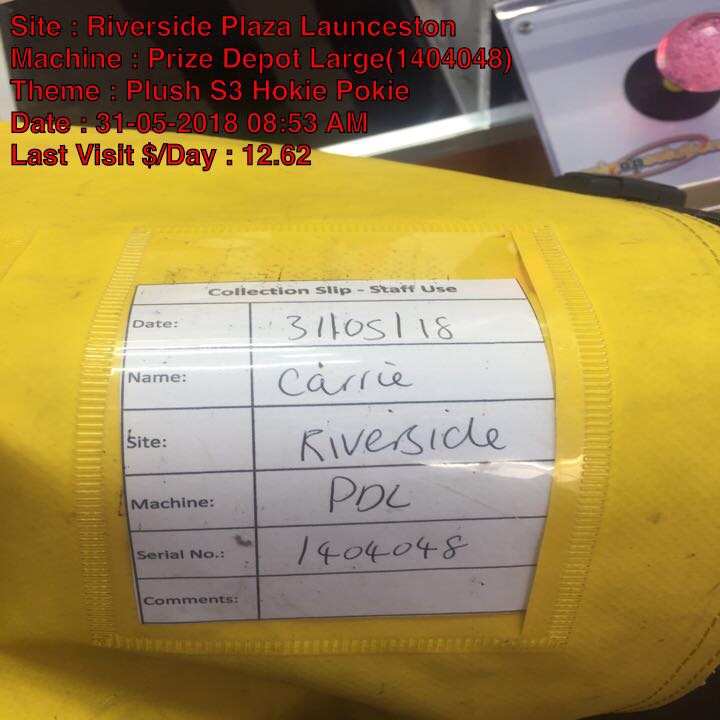 Site : Riverside Plaza Launceston
Machine : Prize Depot Large(1404048)
Theme : Plush S3 Hokie Pokie
Date : 31-05-2018 08:53 AM
Last Visit $/Day : 12.62
Collection Slip - Staff Use
Date: 31/05/18
Name: Carrie
Site: Riverside
Machine: PDL
Serial No.: 1404048
Comments: